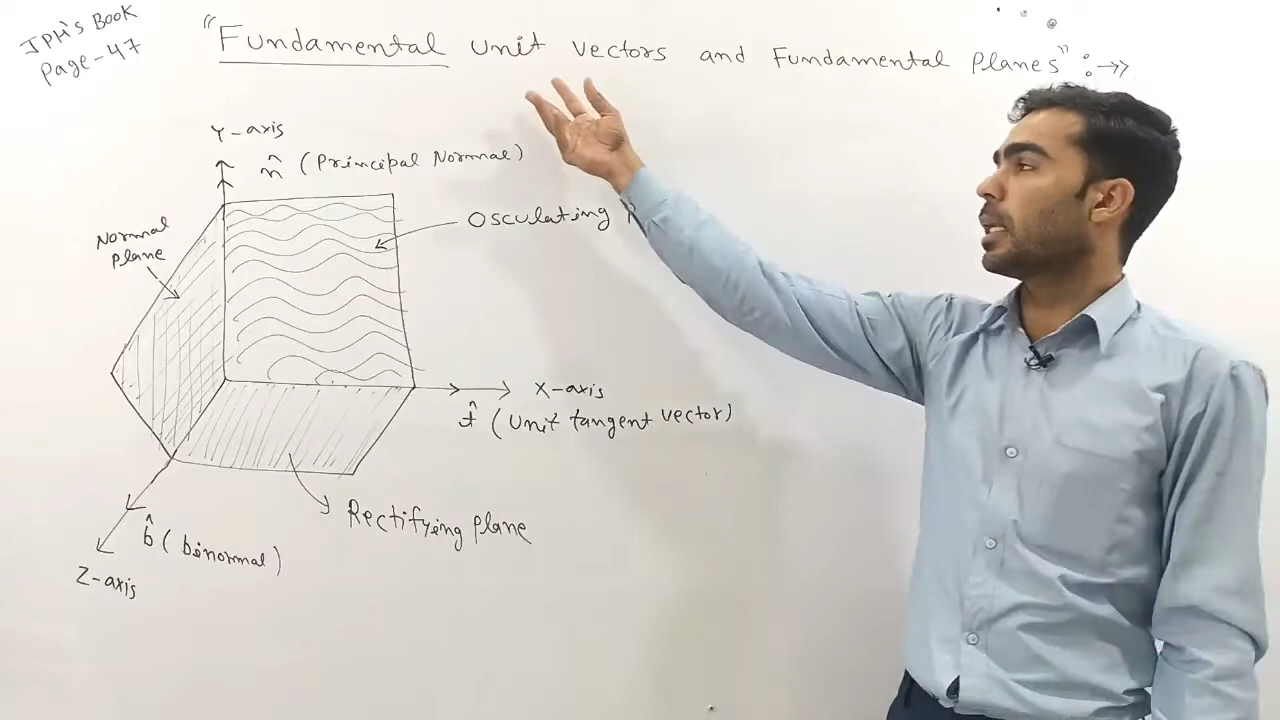 JPH's Book
Page-47
"Fundamental Unit Vectors and Fundamental Planes" :→>
Y-axis
n̂ (Principal Normal)
Normal
Plane
Osculating
X-axis
t̂ (Unit tangent vector)
Rectifying plane
b̂ (binormal)
Z-axis